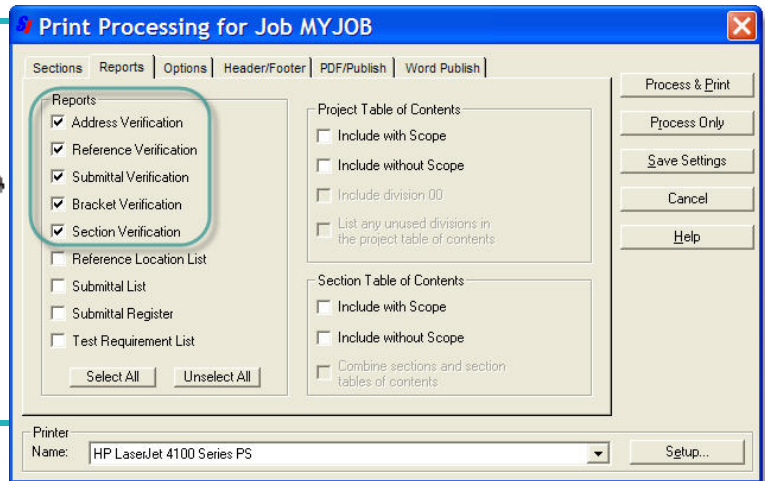 SI Print Processing for Job MYJOB
Sections Reports Options Header/Footer PDF/Publish Word Publish
Reports
Address Verification
Reference Verification
Submittal Verification
Bracket Verification
Section Verification
Reference Location List
Submittal List
Submittal Register
Test Requirement List
Select All Unselect All
Project Table of Contents
Include with Scope
Include without Scope
Include division 00
List any unused divisions in
the project table of contents
Section Table of Contents
Include with Scope
Include without Scope
Combine sections and section
tables of contents
Process & Print
Process Only
Save Settings
Cancel
Help
Printer
Name: HP LaserJet 4100 Series PS
Setup...